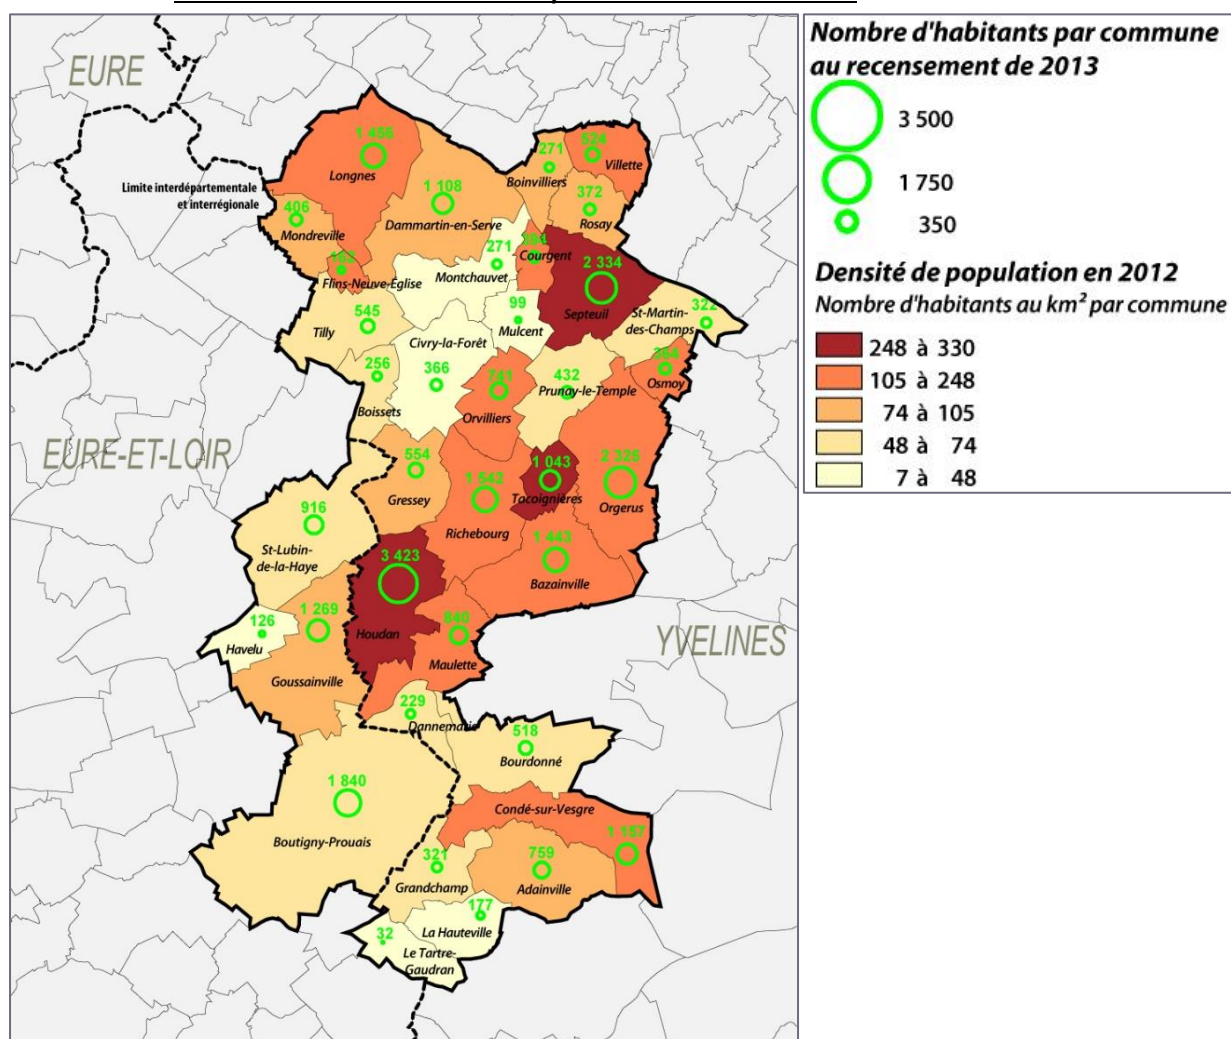 EURE
Limite interdépartementale
et interrégionale
1 456
Longnes
406
Mondreville
1 108
Dammartin-en-Serve
271
Boinvilliers
524
Villette
372
Rosay
Flins-Neuve-Église
271
Montchauvet
Courgent
2 334
Septeuil
99
Mulcent
322
St-Martin-
des-Champs
545
Tilly
Civry-la-Forêt
366
256
Boissets
741
Orvilliers
432
Prunay-le-Temple
364
Osmoy
EURE-ET-LOIR
554
Gressey
1 542
Richebourg
1 043
Tacoignières
Orgerus
916
St-Lubin-
de-la-Haye
3 423
Houdan
1 443
Bazainville
126
Havelu
1 269
Goussainville
840
Maulette
YVELINES
229
Dannemarie
518
Bourdonné
1 840
Boutigny-Prouais
Condé-sur-Vesgre
1 157
321
Grandchamp
759
Adainville
177
La Hauteville
32
Le Tartre-
Gaudran
Nombre d'habitants par commune
au recensement de 2013
3 500
1 750
350
Densité de population en 2012
Nombre d'habitants au km² par commune
248 à 330
105 à 248
74 à 105
48 à 74
7 à 48